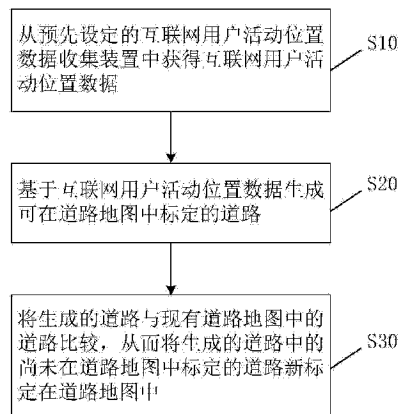 从预先设定的互联网用户活动位置
数据收集装置中获得互联网用户活
动位置数据
S10
基于互联网用户活动位置数据生成
可在道路地图中标定的道路
S20
将生成的道路与现有道路地图中的
道路比较，从而将生成的道路中的
尚未在道路地图中标定的道路新标
定在道路地图中
S30